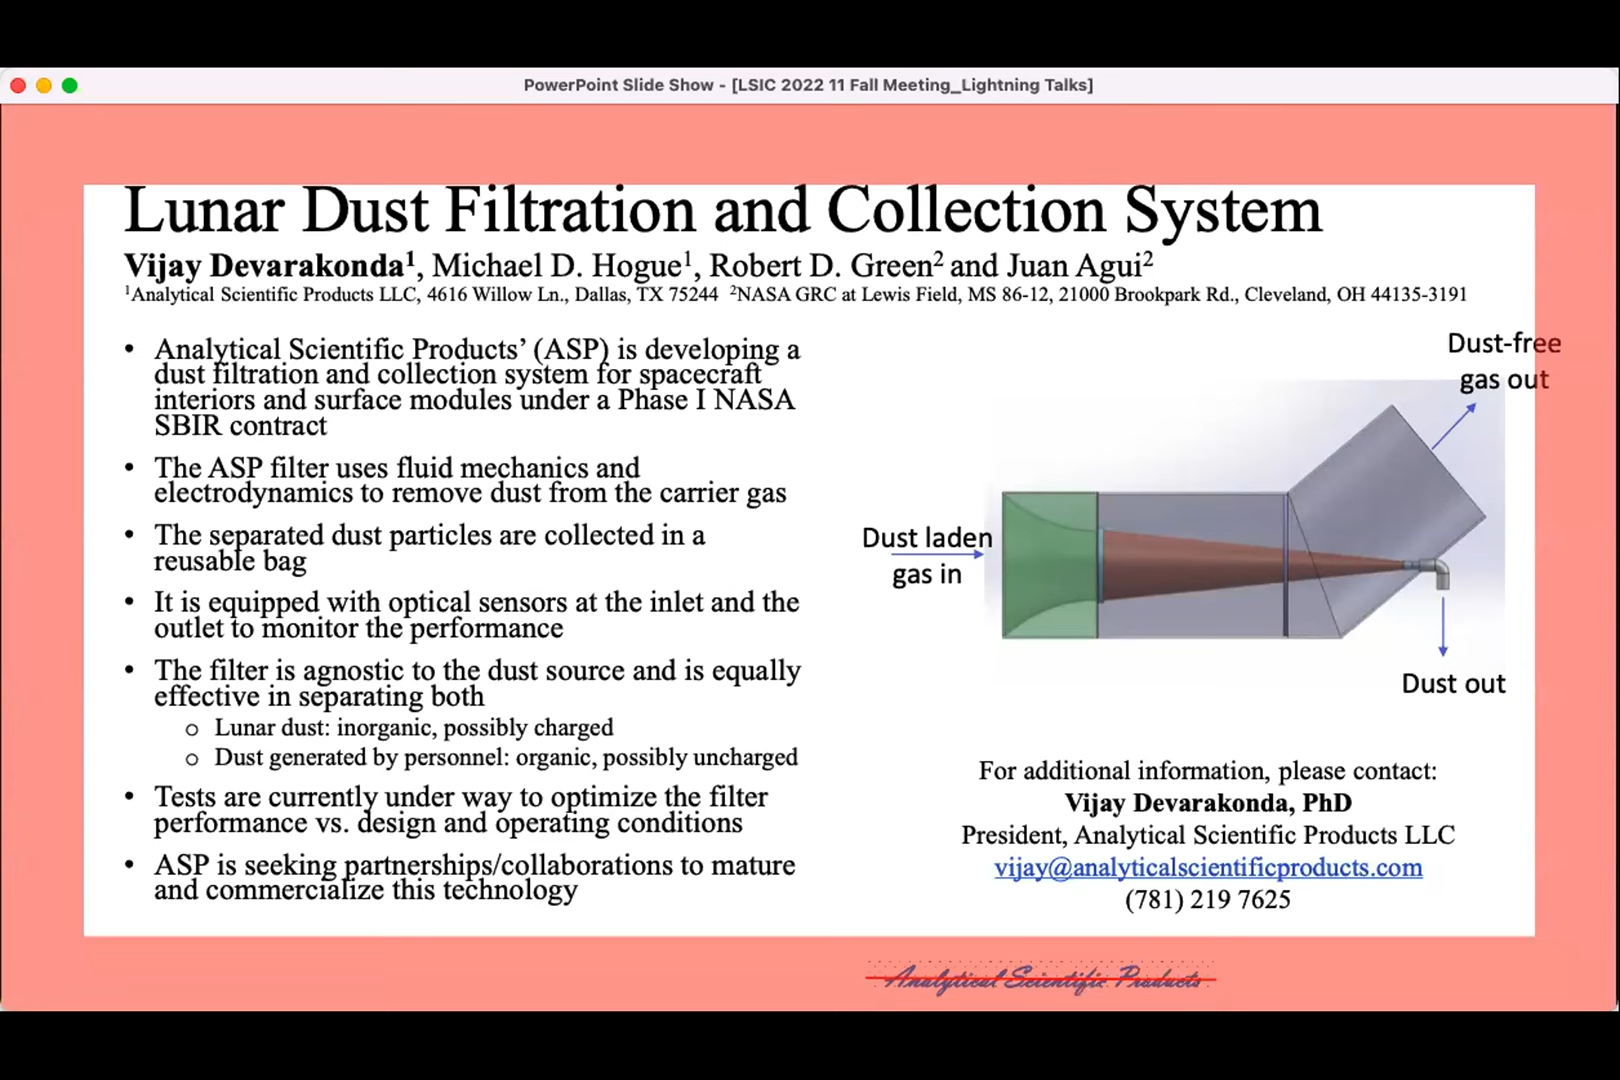 PowerPoint Slide Show - [LSIC 2022 11 Fall Meeting_Lightning Talks]
Lunar Dust Filtration and Collection System
Vijay Devarakonda¹, Michael D. Hogue¹, Robert D. Green² and Juan Agui²
¹Analytical Scientific Products LLC, 4616 Willow Ln., Dallas, TX 75244 ²NASA GRC at Lewis Field, MS 86-12, 21000 Brookpark Rd., Cleveland, OH 44135-3191
• Analytical Scientific Products' (ASP) is developing a
dust filtration and collection system for spacecraft
interiors and surface modules under a Phase I NASA
SBIR contract
• The ASP filter uses fluid mechanics and
electrodynamics to remove dust from the carrier gas
• The separated dust particles are collected in a
reusable bag
• It is equipped with optical sensors at the inlet and the
outlet to monitor the performance
• The filter is agnostic to the dust source and is equally
effective in separating both
o Lunar dust: inorganic, possibly charged
o Dust generated by personnel: organic, possibly uncharged
• Tests are currently under way to optimize the filter
performance vs. design and operating conditions
• ASP is seeking partnerships/collaborations to mature
and commercialize this technology
Dust-free
gas out
Dust laden
gas in
Dust out
For additional information, please contact:
Vijay Devarakonda, PhD
President, Analytical Scientific Products LLC
vijay@analyticalscientificproducts.com
(781) 219 7625
Analytical Scientific Products